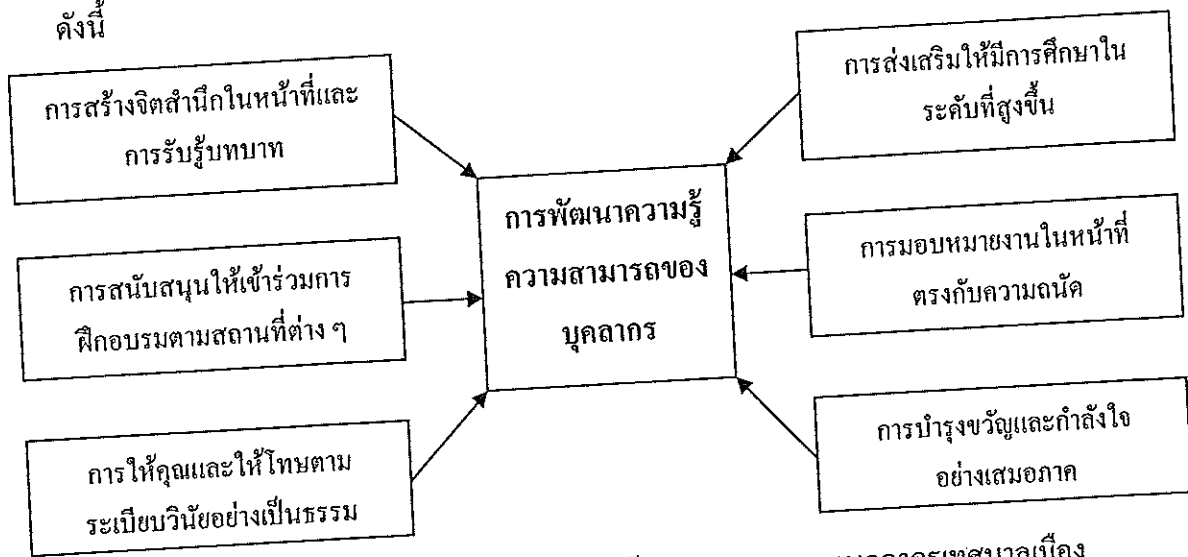 ดังนี้
การสร้างจิตสำนึกในหน้าที่และ
การรับรู้บทบาท
การสนับสนุนให้เข้าร่วมการ
ฝึกอบรมตามสถานที่ต่าง ๆ
การให้คุณและให้โทษตาม
ระเบียบวินัยอย่างเป็นธรรม
การพัฒนาความรู้
ความสามารถของ
บุคลากร
การส่งเสริมให้มีการศึกษาใน
ระดับที่สูงขึ้น
การมอบหมายงานในหน้าที่
ตรงกับความถนัด
การบำรุงขวัญและกำลังใจ
อย่างเสมอภาค